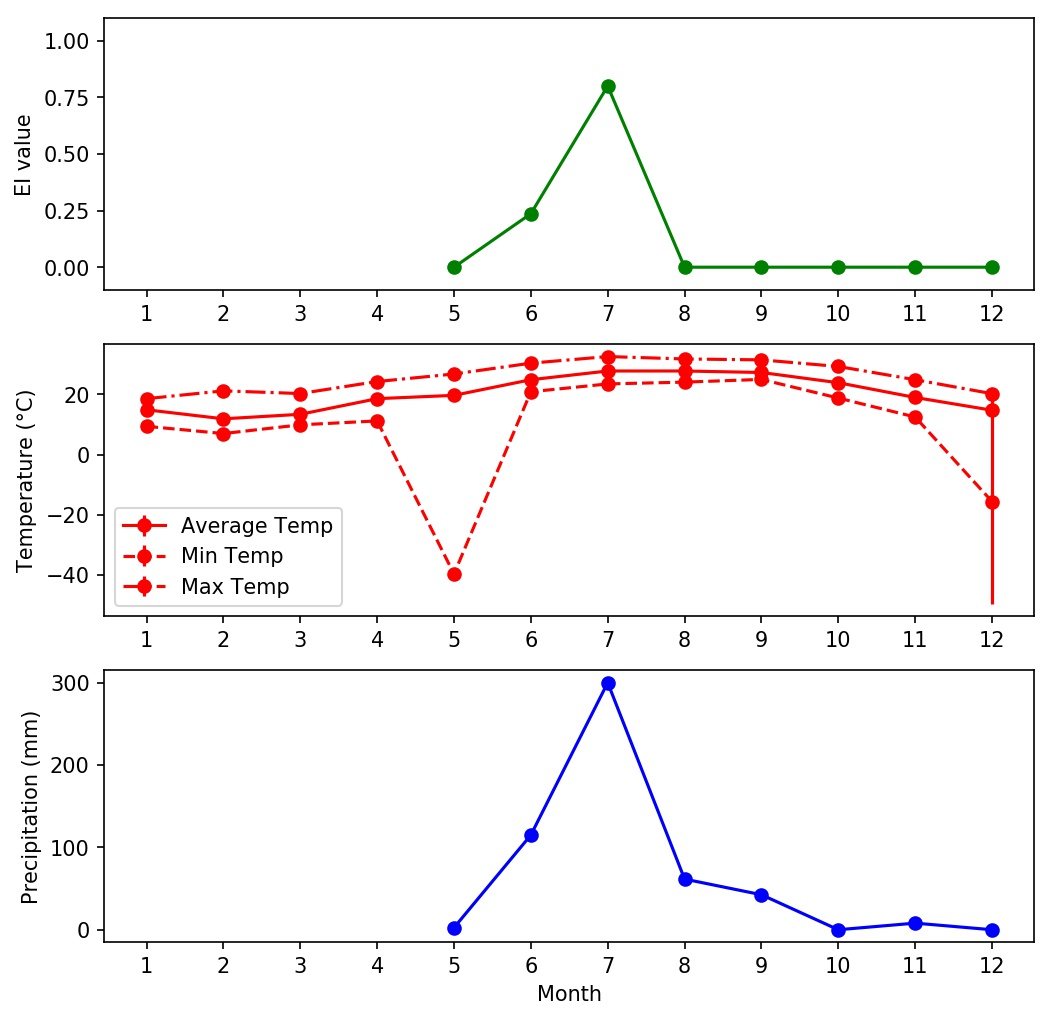 1.00
0.75
0.50
0.25
0.00
EI value
1 2 3 4 5 6 7 8 9 10 11 12
20
0
−20
−40
Temperature (°C)
Average Temp
Min Temp
Max Temp
1 2 3 4 5 6 7 8 9 10 11 12
300
200
100
0
Precipitation (mm)
1 2 3 4 5 6 7 8 9 10 11 12
Month